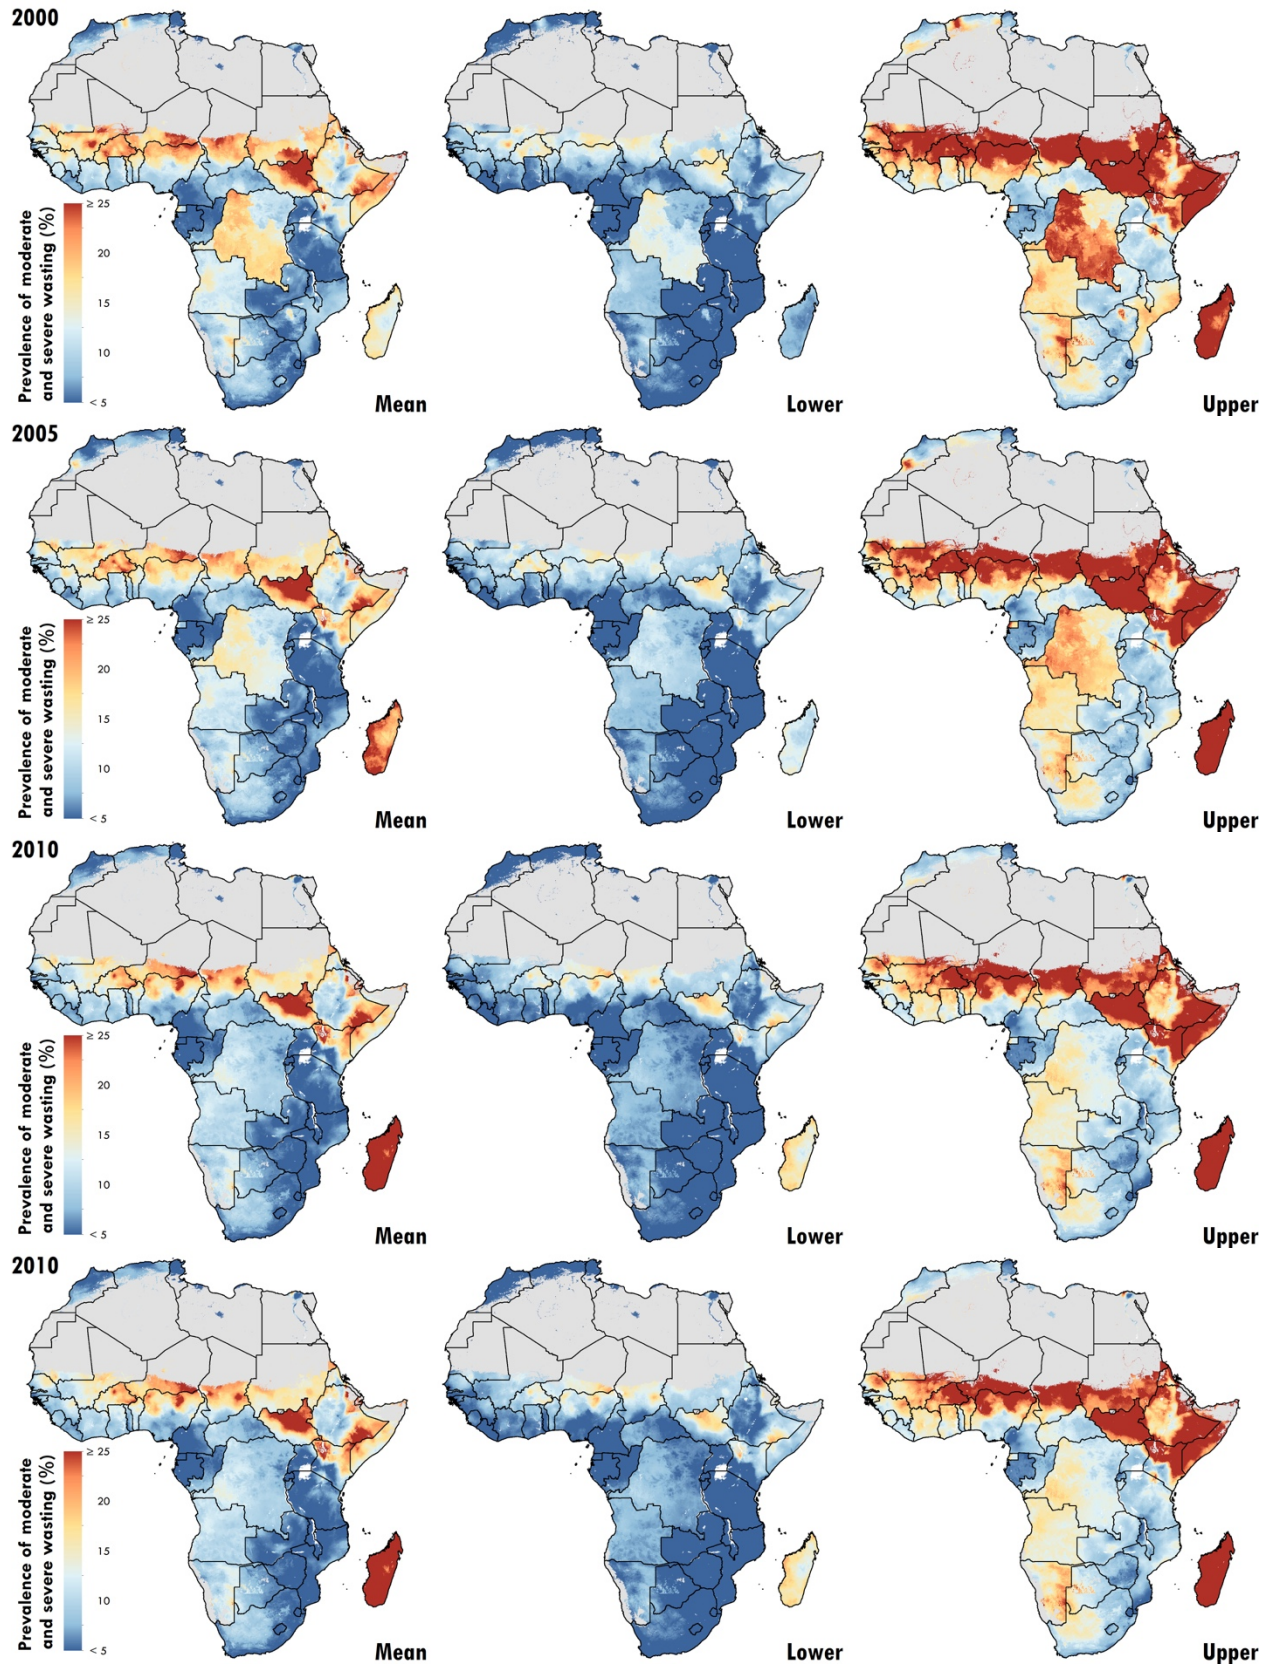 2000
Prevalence of moderate
and severe wasting (%)
≥ 25
20
15
10
< 5
Mean
Lower
Upper
2005
Prevalence of moderate
and severe wasting (%)
≥ 25
20
15
10
< 5
Mean
Lower
Upper
2010
Prevalence of moderate
and severe wasting (%)
≥ 25
20
15
10
< 5
Mean
Lower
Upper
2010
Prevalence of moderate
and severe wasting (%)
≥ 25
20
15
10
< 5
Mean
Lower
Upper